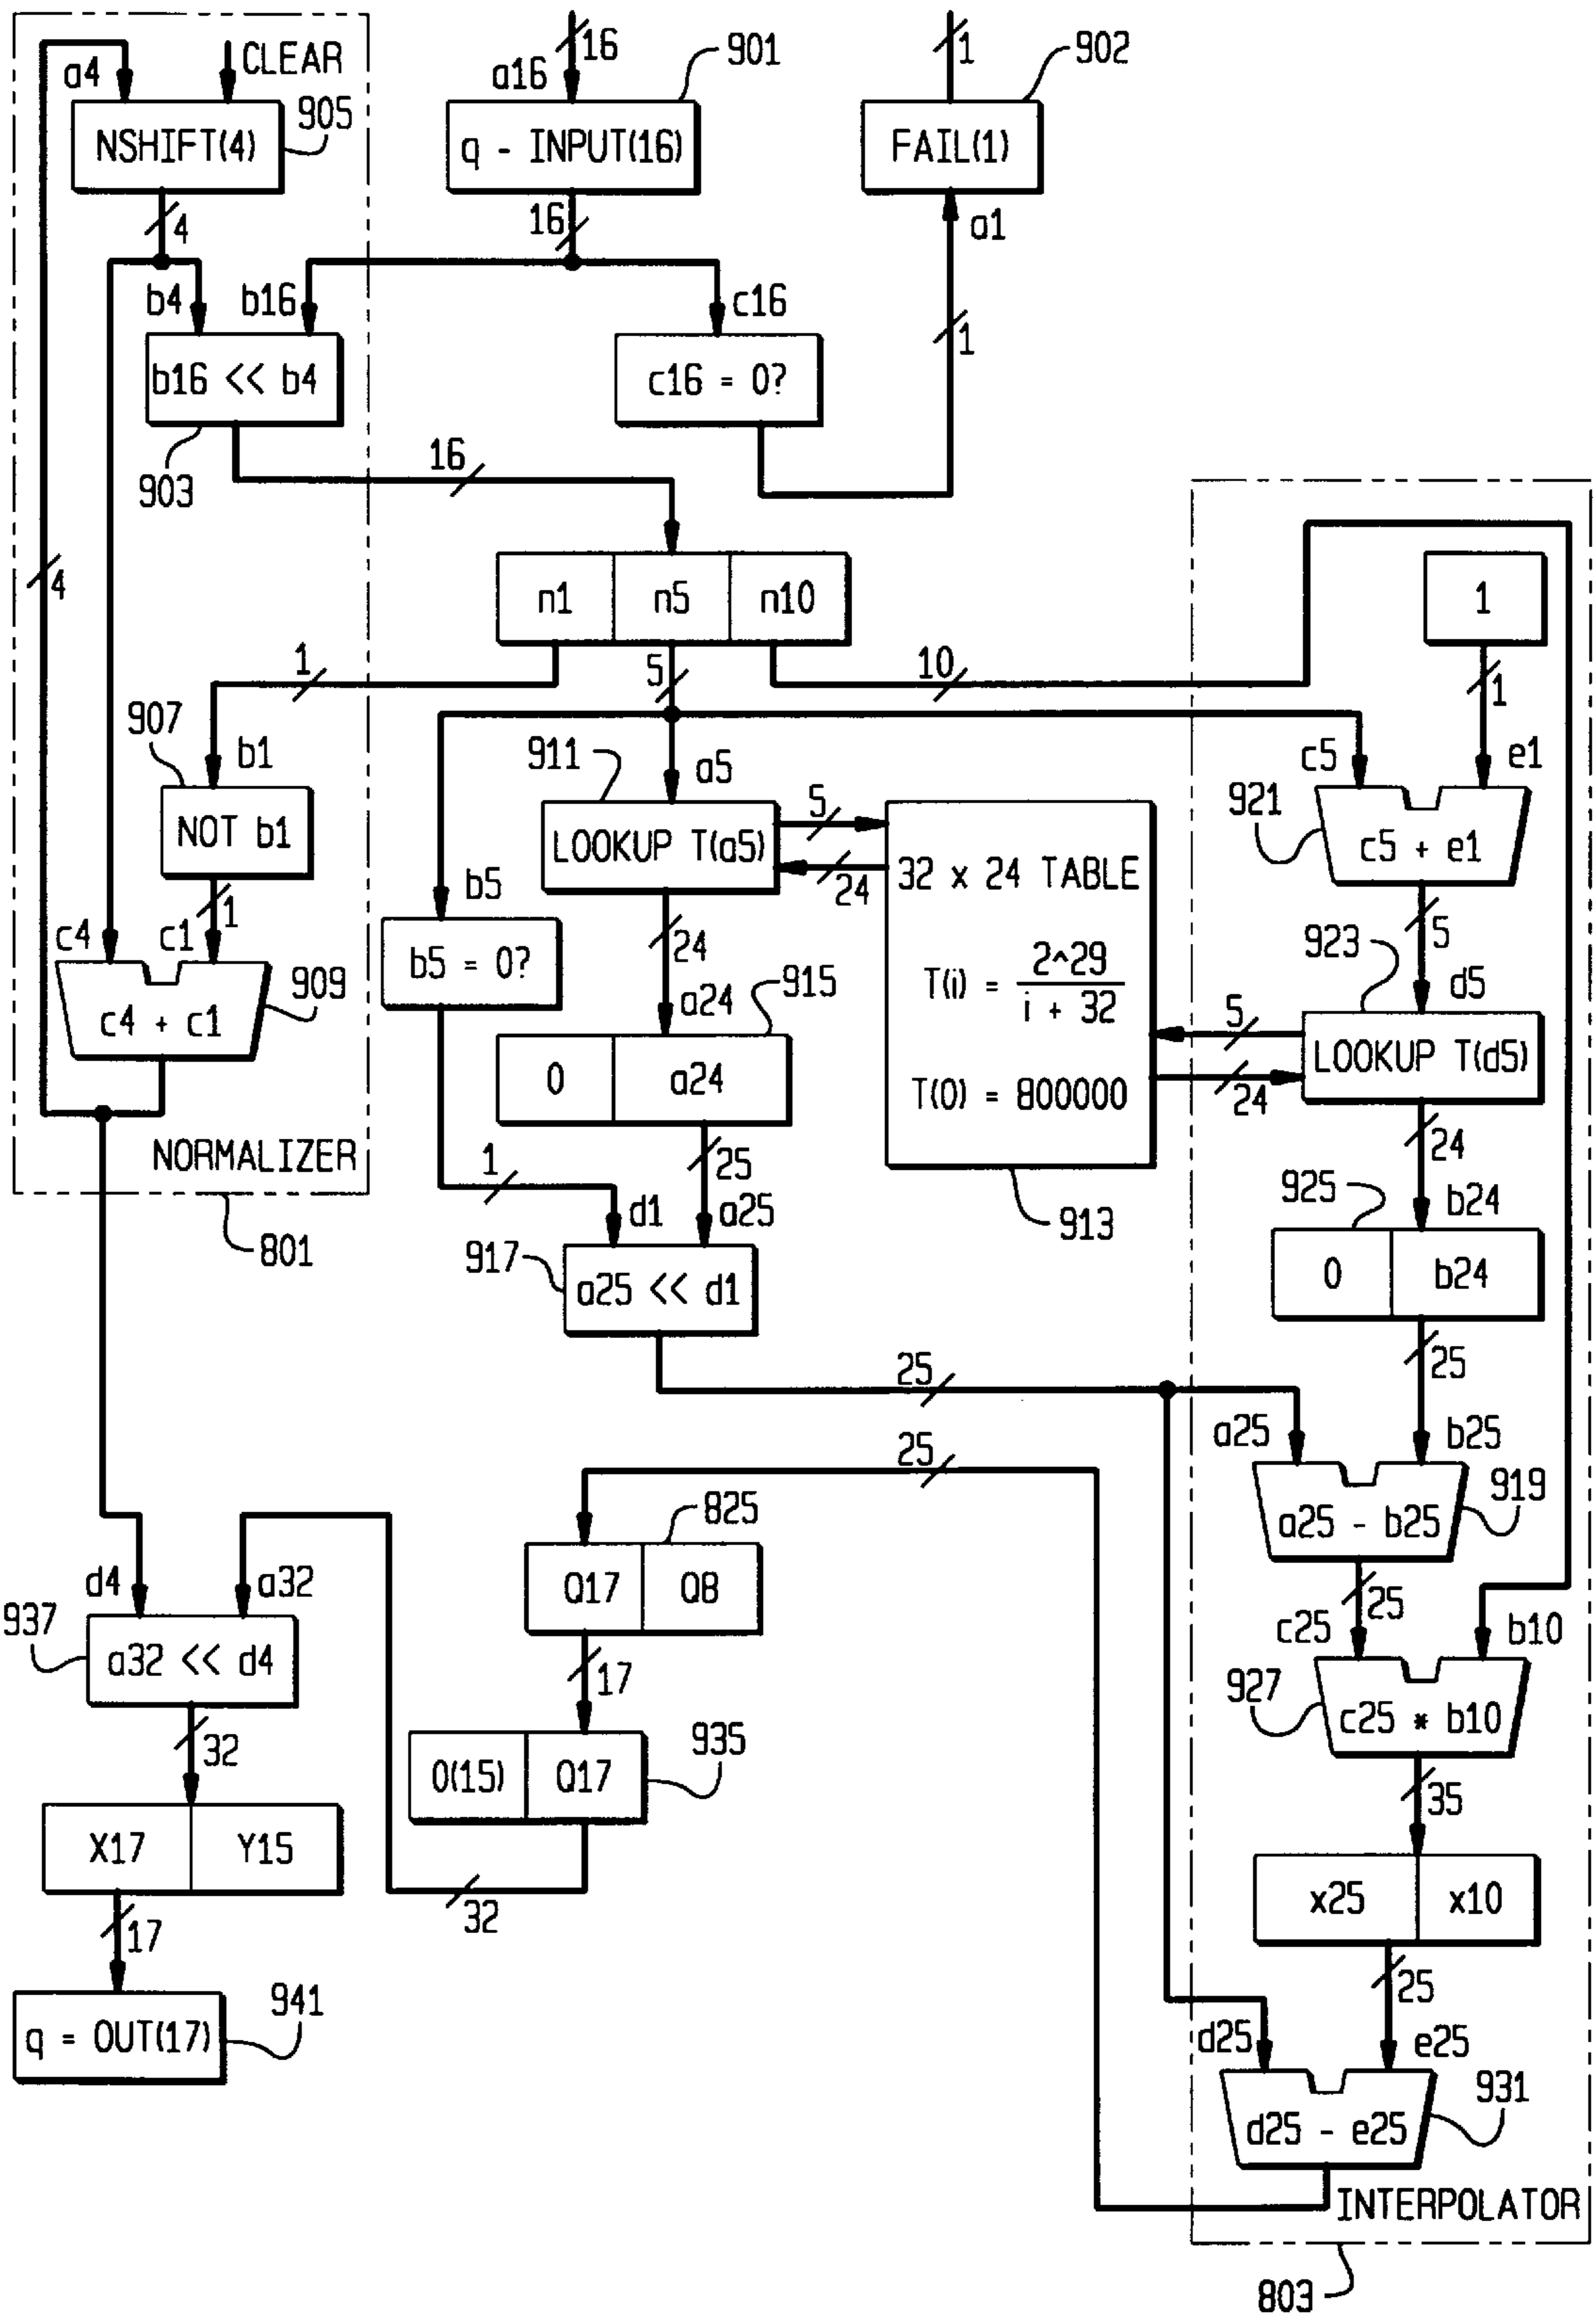 a4
CLEAR
905
NSHIFT(4)
4
16
a16
901
q - INPUT(16)
16
1
902
FAIL(1)
a1
1
b4
b16
b16 << b4
903
c16
c16 = 0?
16
4
n1
n5
n10
1
5
10
1
1
907
b1
NOT b1
1
c4
c1
c4 + c1
909
NORMALIZER
801
911
a5
LOOKUP T(a5)
5
24
b5
b5 = 0?
24
a24
915
0
a24
1
25
d1
a25
917
a25 << d1
32 x 24 TABLE
T(i) = 2^29
i + 32
T(0) = 800000
913
c5
e1
921
c5 + e1
5
923
d5
5
24
LOOKUP T(d5)
24
925
b24
0
b24
25
25
a25
b25
a25 - b25
919
25
c25
b10
927
c25 * b10
35
x25
x10
25
d25
e25
d25 - e25
931
INTERPOLATOR
803
25
825
Q17
Q8
17
0(15)
Q17
935
32
d4
a32
937
a32 << d4
32
X17
Y15
17
q = OUT(17)
941